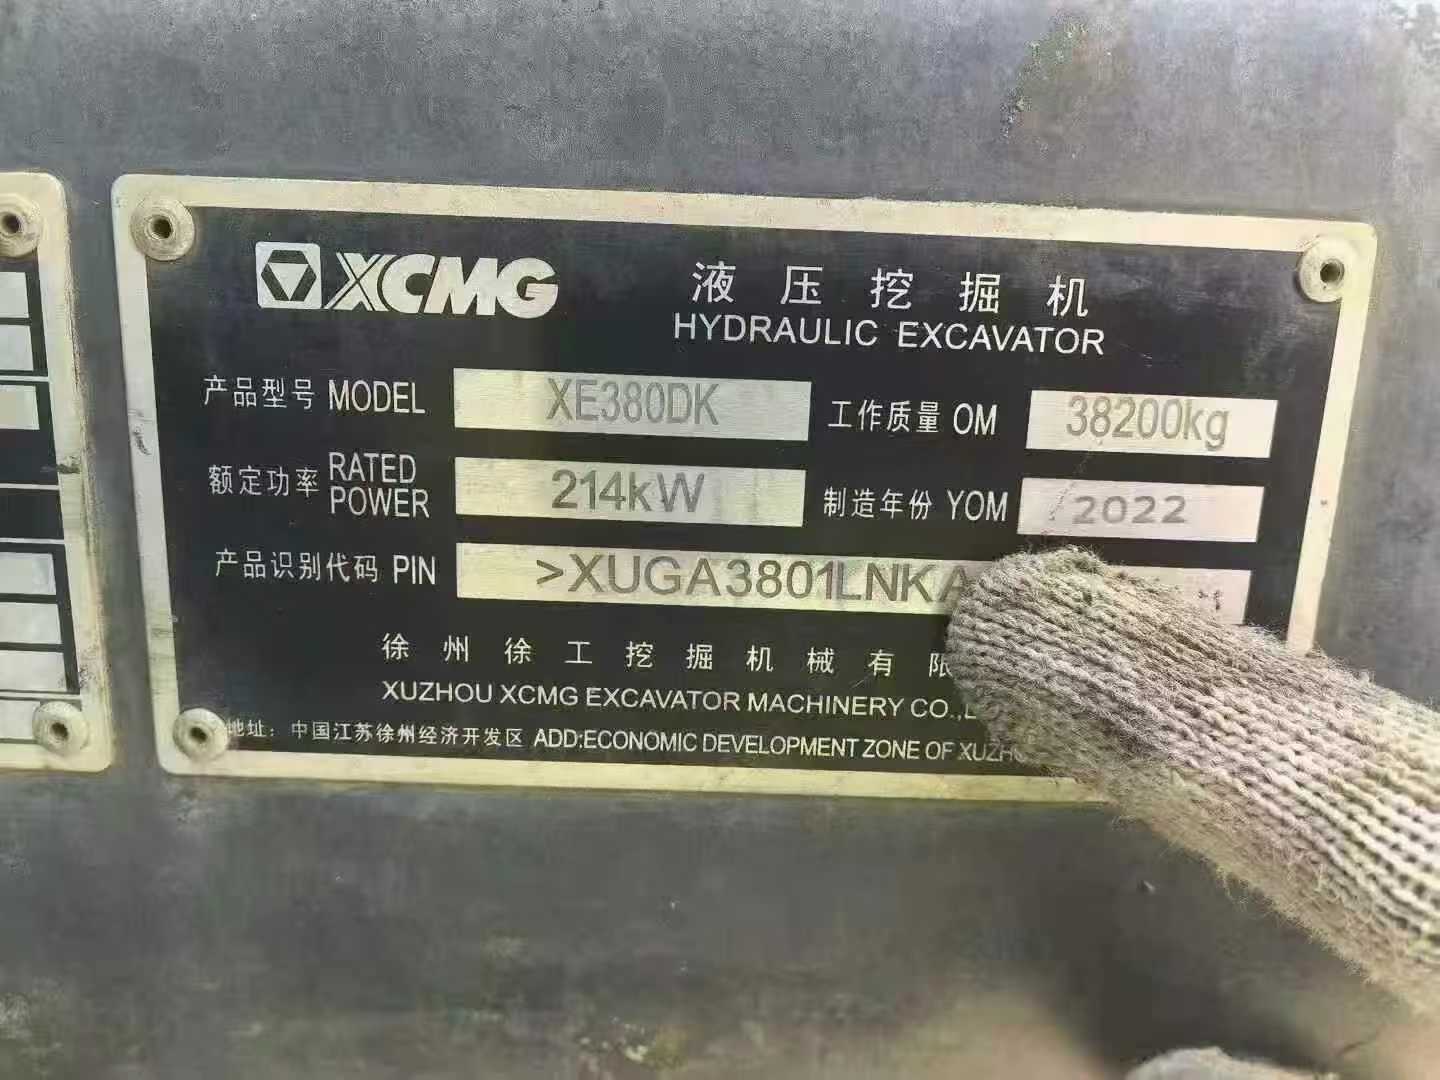 XCMG
液压挖掘机
HYDRAULIC EXCAVATOR
产品型号 MODEL XE380DK 工作质量 OM 38200kg
额定功率 RATED POWER 214kW 制造年份 YOM 2022
产品识别代码 PIN >XUGA3801LNKA
徐州徐工挖掘机械有限
XUZHOU XCMG EXCAVATOR MACHINERY CO.,L
地址：中国江苏徐州经济开发区 ADD:ECONOMIC DEVELOPMENT ZONE OF XUZH